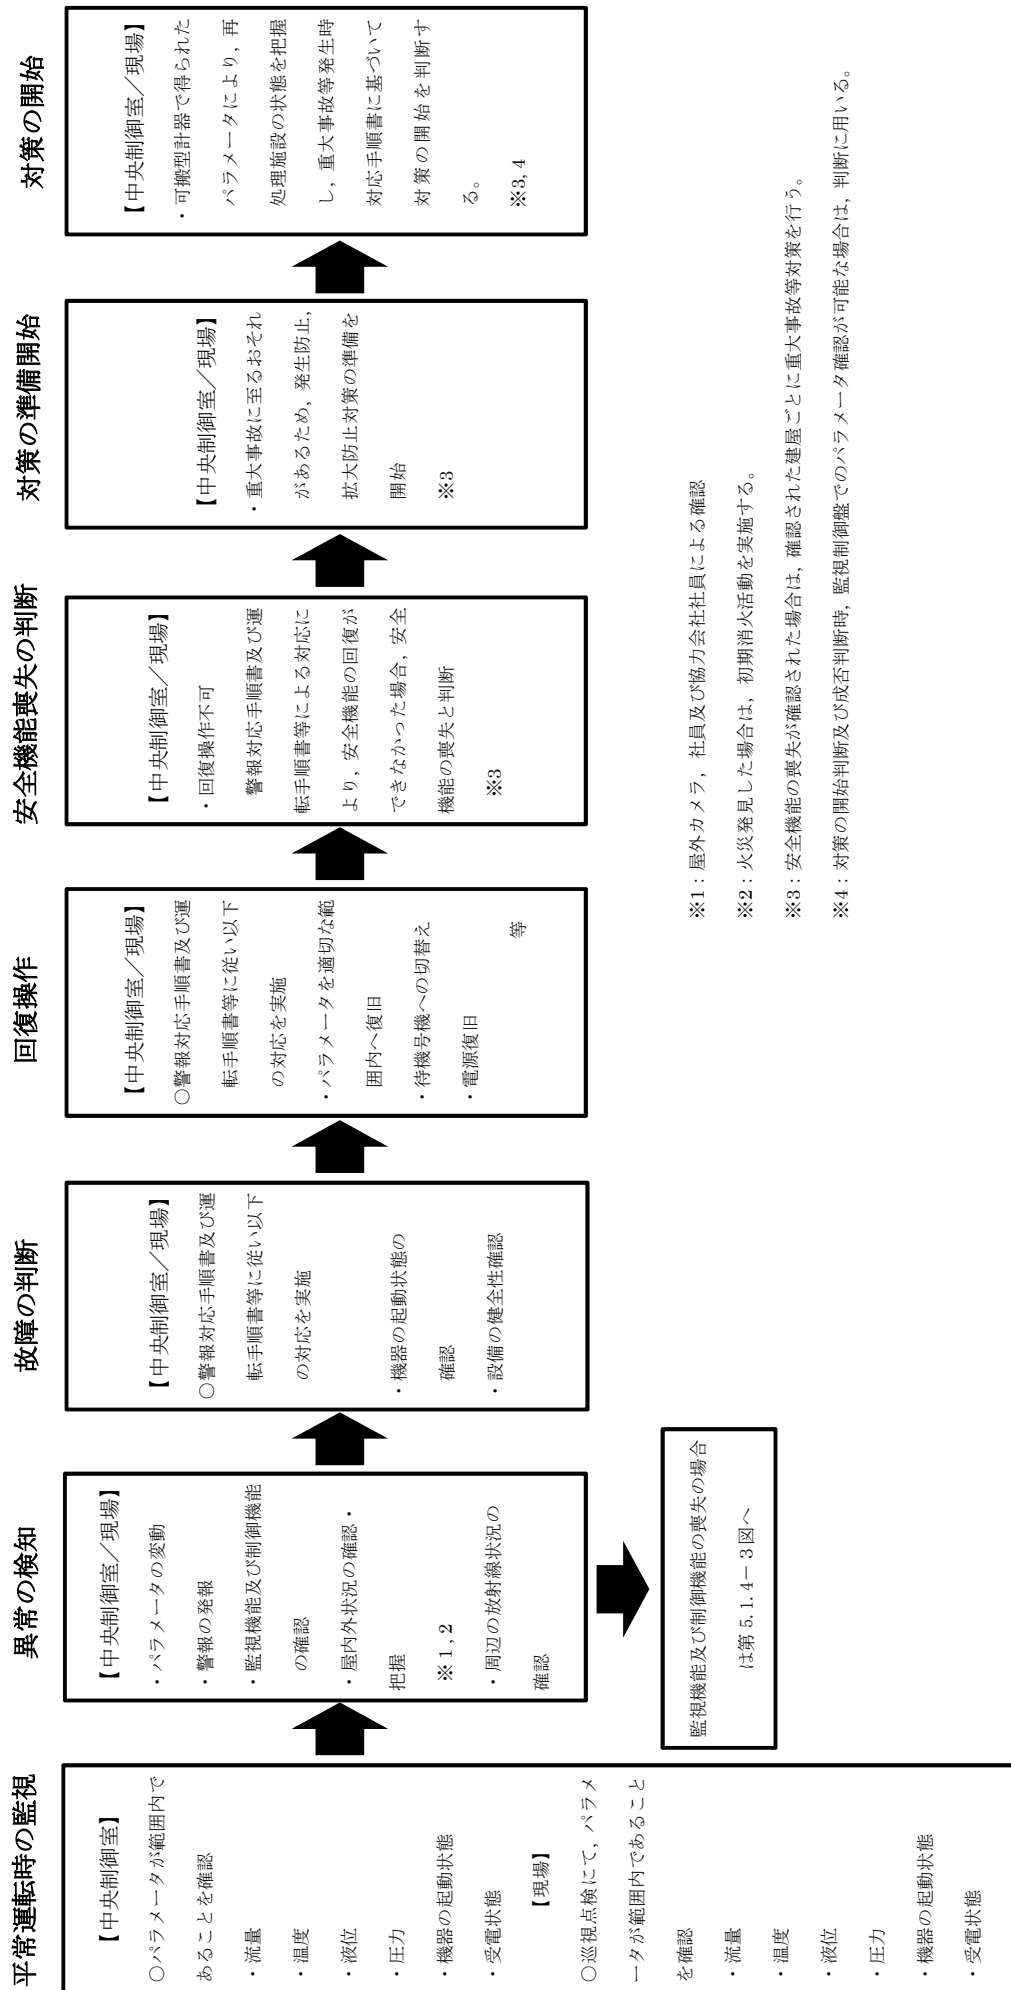 平常運転時の監視
【中央制御室】
○パラメータが範囲内で
あることを確認
・流量
・温度
・液位
・圧力
・機器の起動状態
・受電状態
【現場】
○巡視点検にて，パラメ
ータが範囲内であること
を確認
・流量
・温度
・液位
・圧力
・機器の起動状態
・受電状態
異常の検知
【中央制御室／現場】
・パラメータの変動
・警報の発報
・監視機能及び制御機能
の確認
・屋内外状況の確認・
把握
※1,2
・周辺の放射線状況の
確認
監視機能及び制御機能の喪失の場合
は第 5.1.4－3図へ
故障の判断
【中央制御室／現場】
○警報対応手順書及び運
転手順書等に従い以下
の対応を実施
・機器の起動状態の
確認
・設備の健全性確認
回復操作
【中央制御室／現場】
○警報対応手順書及び運
転手順書等に従い以下
の対応を実施
・パラメータを適切な範
囲内へ復旧
・待機号機への切替え
・電源復旧
等
安全機能喪失の判断
【中央制御室／現場】
・回復操作不可
警報対応手順書及び運
転手順書等による対応に
より，安全機能の回復が
できなかった場合，安全
機能の喪失と判断
※3
対策の準備開始
【中央制御室／現場】
・重大事故に至るおそれ
があるため，発生防止，
拡大防止対策の準備を
開始
※3
対策の開始
【中央制御室／現場】
・可搬型計器で得られた
パラメータにより，再
処理施設の状態を把握
し，重大事故等発生時
対応手順書に基づいて
対策の開始を判断す
る。
※3,4
※1：屋外カメラ，社員及び協力会社社員による確認
※2：火災発見した場合は，初期消火活動を実施する。
※3：安全機能の喪失が確認された場合は，確認された建屋ごとに重大事故等対策を行う。
※4：対策の開始判断及び成否判断時，監視制御盤でのパラメータ確認が可能な場合は，判断に用いる。